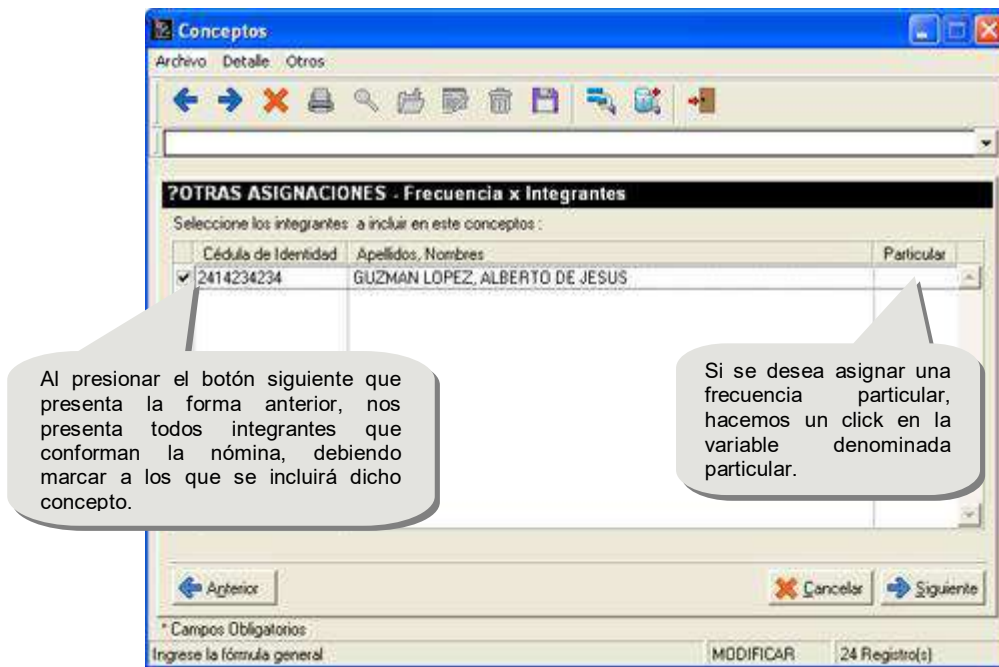 Conceptos
Archivo Detalle Otros
?OTRAS ASIGNACIONES - Frecuencia x Integrantes
Seleccione los integrantes a incluir en este conceptos :
Cédula de Identidad Apellidos, Nombres Particular
2414234234 GUZMAN LOPEZ, ALBERTO DE JESUS
Al presionar el botón siguiente que
presenta la forma anterior, nos
presenta todos integrantes que
conforman la nómina, debiendo
marcar a los que se incluirá dicho
concepto.
Si se desea asignar una
frecuencia particular,
hacemos un click en la
variable denominada
particular.
Anterior Cancelar Siguiente
* Campos Obligatorios
Ingrese la fórmula general MODIFICAR 24 Registro(s)